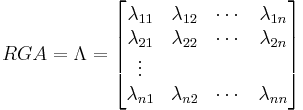 RGA = Λ = [ λ11 λ12 ⋯ λ1n
λ21 λ22 ⋯ λ2n
⋮
λn1 λn2 ⋯ λnn ]